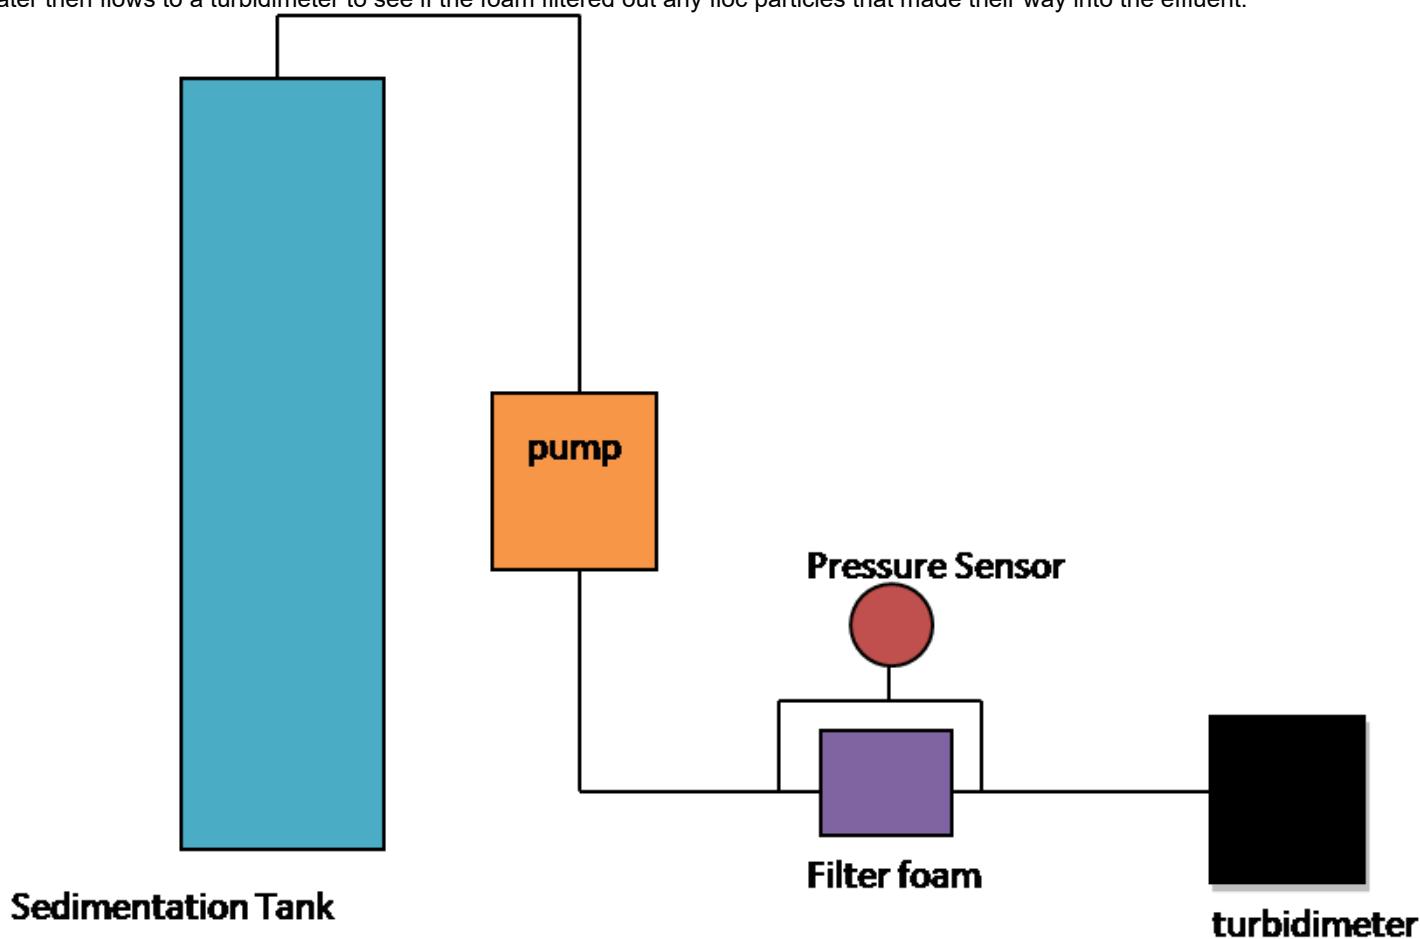 then flows to a turbidimeter to see if the foam filtered out any floc particles that made their way into the effluent.
pump
Pressure Sensor
Filter foam
Sedimentation Tank
turbidimeter